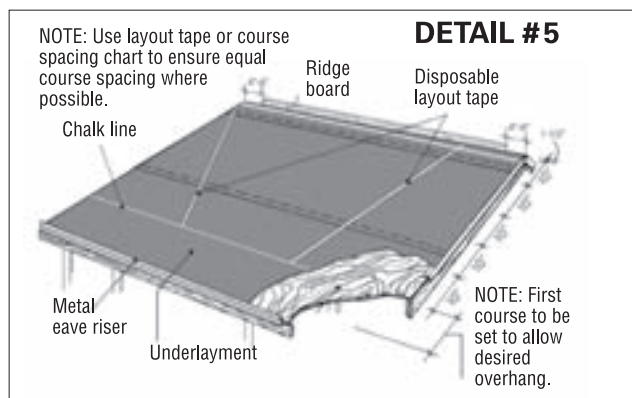 NOTE: Use layout tape or course
spacing chart to ensure equal
course spacing where
possible.
DETAIL #5
Ridge
board
Disposable
layout tape
Chalk line
Metal
eave riser
Underlayment
NOTE: First
course to be
set to allow
desired
overhang.